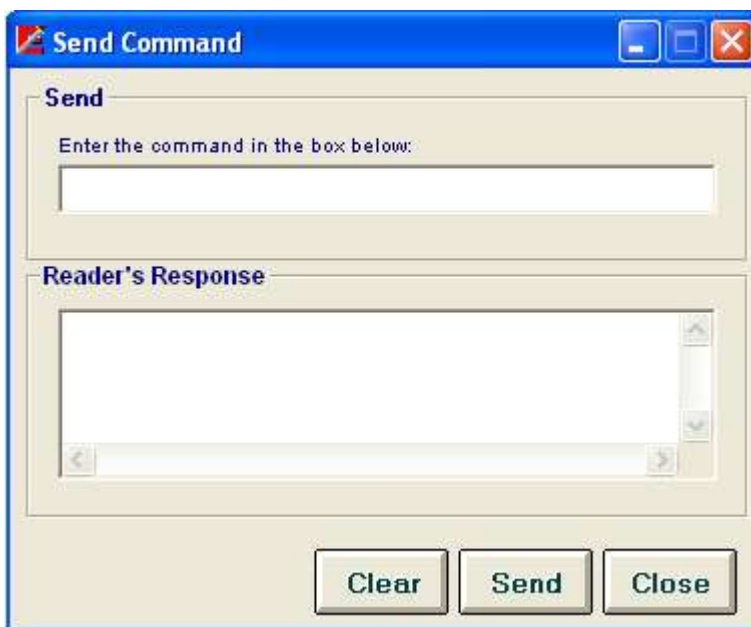 Send Command
Send
Enter the command in the box below:
Reader's Response
Clear Send Close